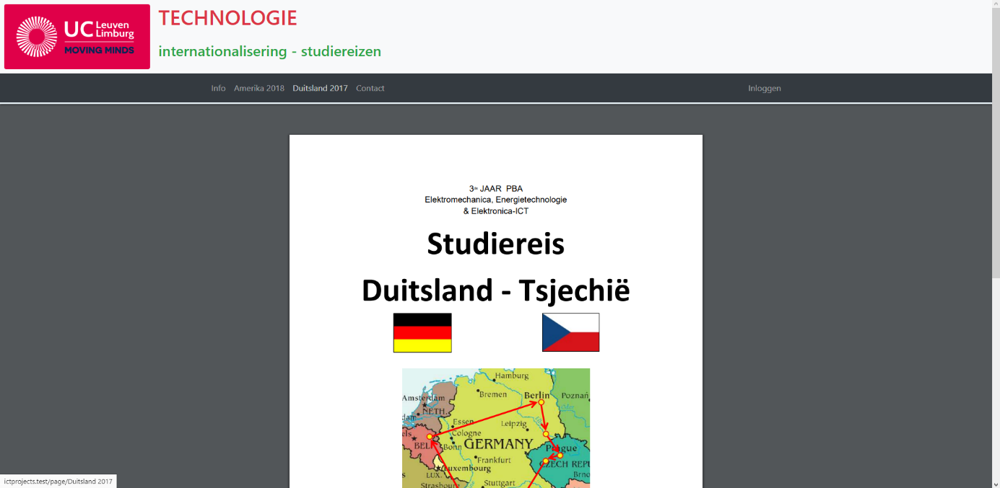 UC Leuven
Limburg
MOVING MINDS
TECHNOLOGIE
internationalisering - studiereizen
Info Amerika 2018 Duitsland 2017 Contact Inloggen
3de JAAR PBA
Elektromechanica, Energietechnologie
& Elektronica-ICT
Studiereis
Duitsland - Tsjechië
Hamburg
Bremen
Berlin
Poznań
Amsterdam
NETH.
Essen
Leipzig
Cologne
BEL
Bonn
GERMANY
Prague
Frankfurt
CZECH REPU
Luxembourg
LUX.
Brno
Stuttgart
Strasbourg
ictprojects.test/page/Duitsland 2017